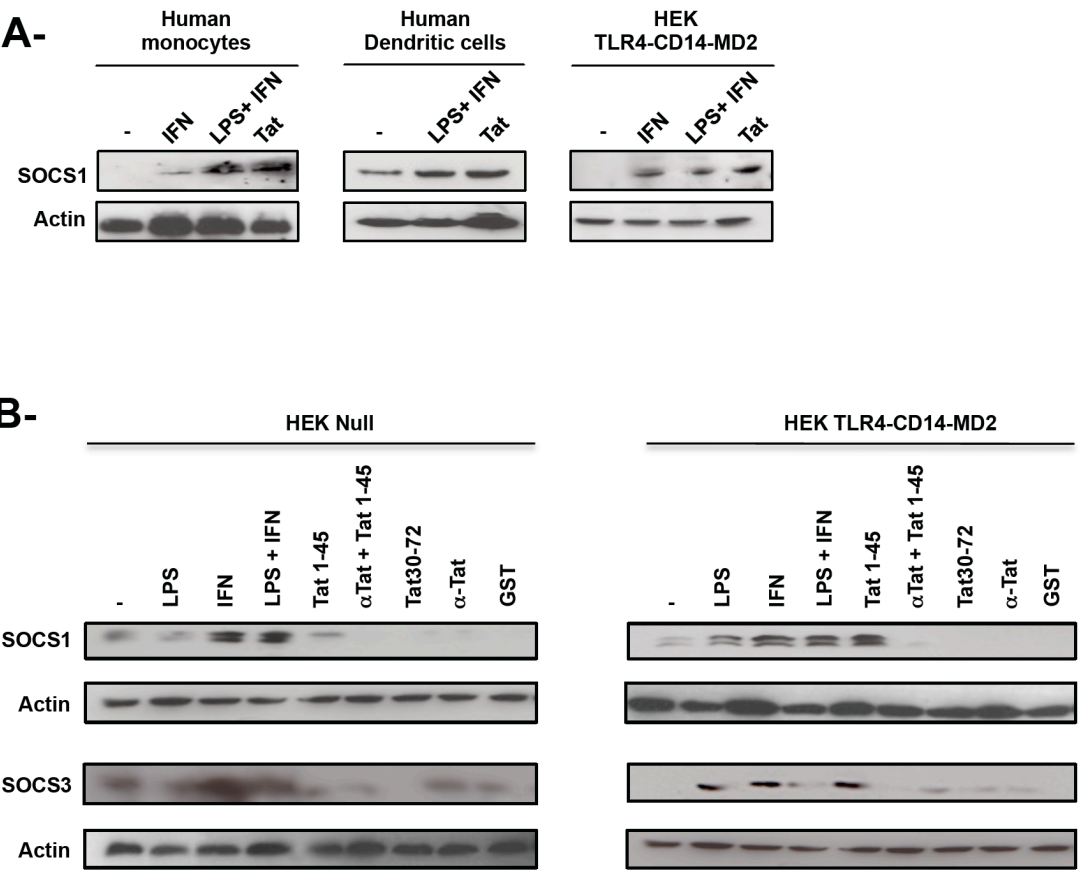 A-
Human
monocytes
Human
Dendritic cells
HEK
TLR4-CD14-MD2
-
IFN
LPS+ IFN
Tat
-
LPS+ IFN
Tat
-
IFN
LPS+ IFN
Tat
SOCS1
Actin
B-
HEK Null
HEK TLR4-CD14-MD2
-
LPS
IFN
LPS + IFN
Tat 1-45
αTat + Tat 1-45
Tat30-72
α-Tat
GST
-
LPS
IFN
LPS + IFN
Tat 1-45
αTat + Tat 1-45
Tat30-72
α-Tat
GST
SOCS1
Actin
SOCS3
Actin